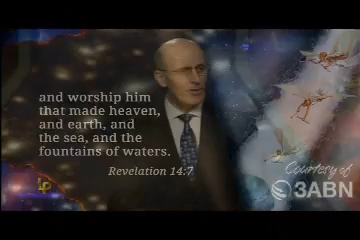 and worship him
that made heaven,
and earth, and
the sea, and the
fountains of waters.
Revelation 14:7
Courtesy of
3ABN
LP